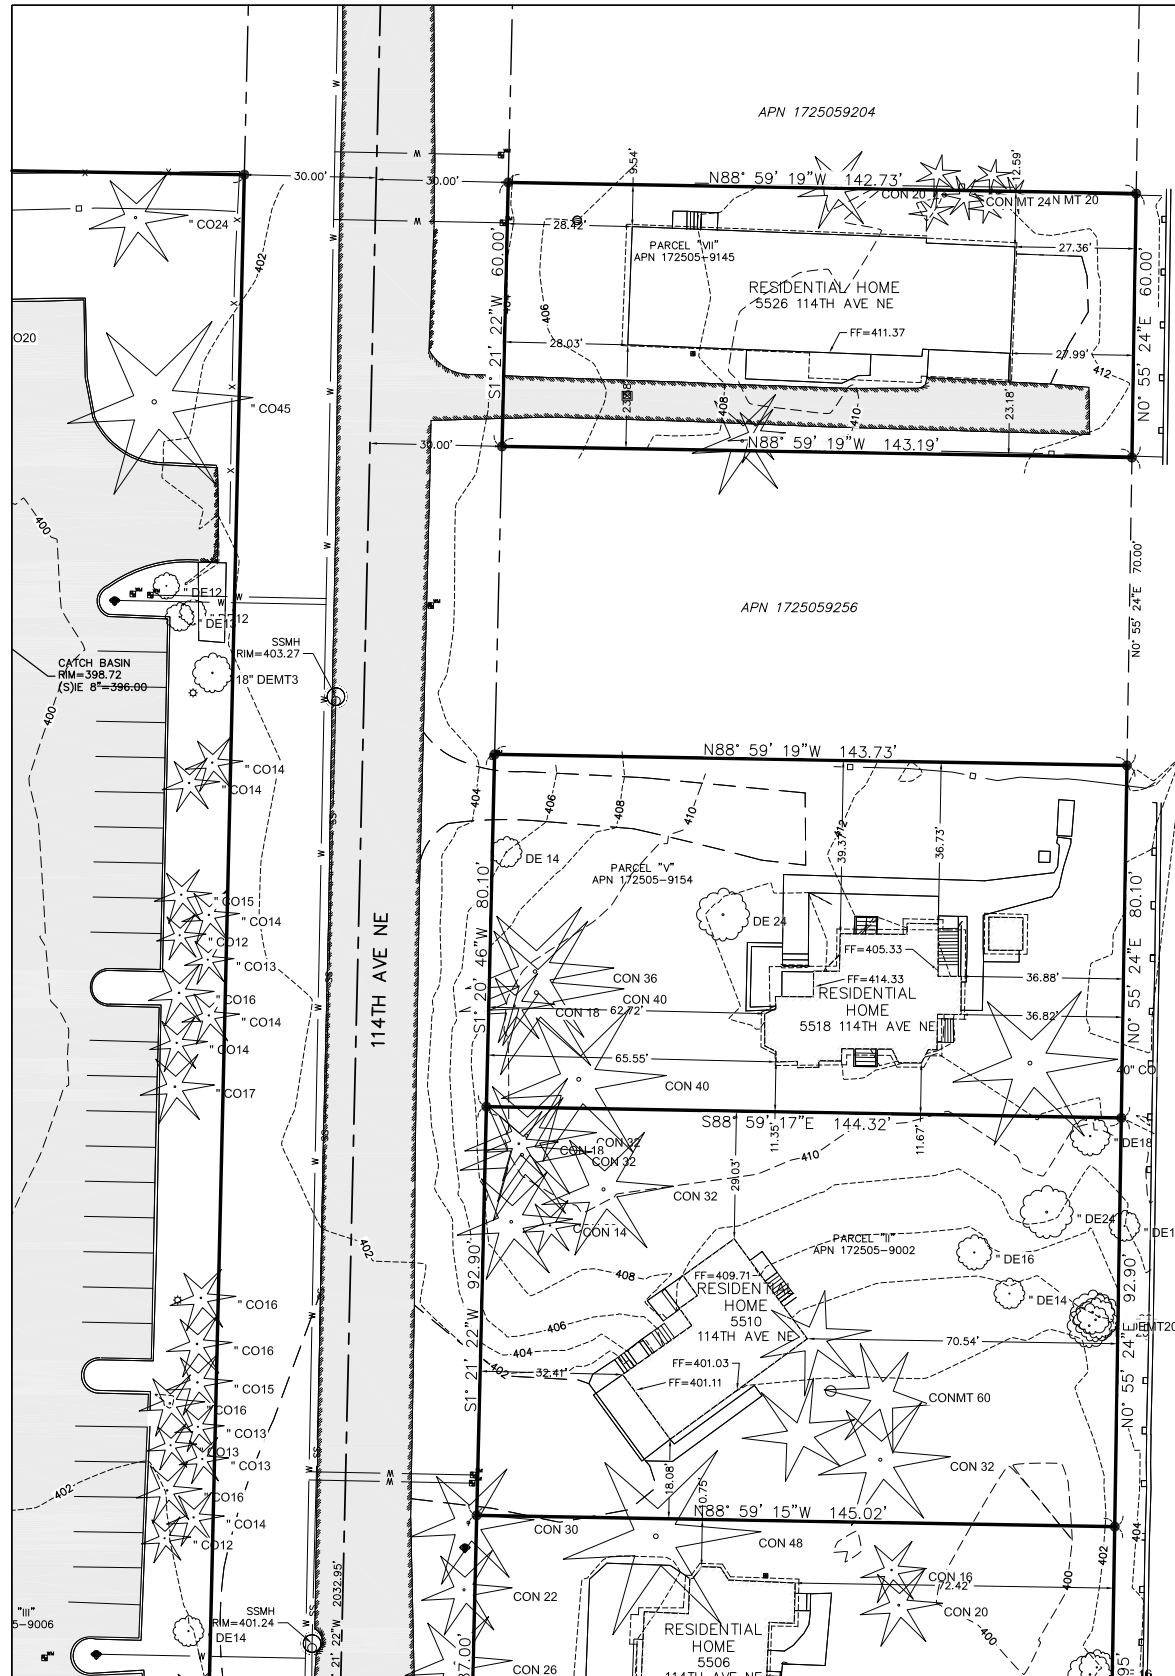 APN 1725059204
W
30.00'
30.00'
9.54'
N88° 59' 19"W 142.73'
12.59'
CON 20
CON MT 24
N MT 20
" CO24
W
28.42'
PARCEL "VII"
APN 172505-9145
27.36'
60.00'
60.00'
402
406
RESIDENTIAL HOME
5526 114TH AVE NE
FF=411.37
28.03'
27.99'
412
O20
S1° 21' 22"W
N0° 55' 24"E
" CO45
408
410
23.18'
30.00'
N88° 59' 19"W 143.19'
400
N0° 55' 24"E 70.00'
" DE12
W
APN 1725059256
SSMH
RIM=403.27
CATCH BASIN
RIM=398.72
(S)IE 8"=396.00
18" DEMT3
400
N88° 59' 19"W 143.73'
" CO14
" CO14
404
406
408
410
412
39.37'
36.73'
SS
DE 14
PARCEL "V"
APN 172505-9154
80.10'
80.10'
" CO15
" CO14
" CO12
" CO13
DE 24
FF=405.33
FF=414.33
RESIDENTIAL
HOME
5518 114TH AVE NE
36.88'
36.82'
114TH AVE NE
S1° 20' 46"W
N0° 55' 24"E
CON 36
CON 40
CON 18
62.72'
" CO16
" CO14
" CO14
65.55'
CON 40
40" CO
" CO17
S88° 59' 17"E 144.32'
11.35'
11.67'
29.03'
CON 32
CON 18
CON 32
410
" DE18
CON 32
" DE24
CON 14
PARCEL "II"
APN 172505-9002
" DE16
402
408
92.90'
92.90'
FF=409.71
RESIDENTIAL
HOME
5510
114TH AVE NE
" DE14
" CO16
406
404
402
" CO16
70.54'
32.41'
FF=401.03
FF=401.11
" CO15
" CO16
" CO13
" CO13
CONMT 60
S1° 21' 22"W
N0° 55' 24"E
CON 32
402
" CO16
18.08'
N88° 59' 15"W 145.02'
" CO14
" CO12
CON 30
CON 48
404
402
400
CON 16
72.42'
CON 20
CON 22
400
"III"
5-9006
SSMH
RIM=401.24
" DE14
21' 22"W 2032.95'
RESIDENTIAL
HOME
5506
114TH AVE NE
CON 26
W